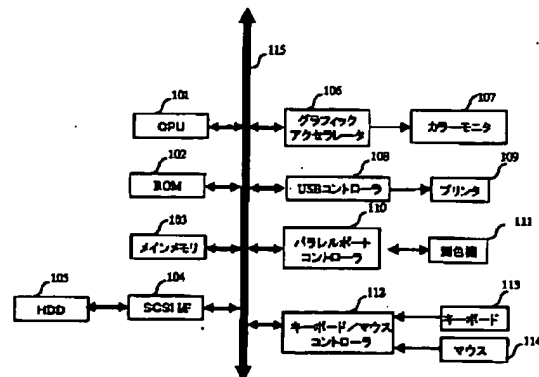 115
101
CPU
106
グラフィック
アクセラレータ
107
カラーモニタ
102
ROM
108
USBコントローラ
109
プリンタ
103
メインメモリ
110
パラレルポート
コントローラ
111
測色機
105
HDD
104
SCSI I/F
112
キーボード/マウス
コントローラ
113
キーボード
マウス
114